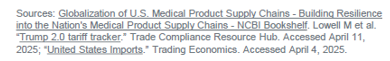 Sources: Globalization of U.S. Medical Product Supply Chains - Building Resilience
into the Nation's Medical Product Supply Chains - NCBI Bookshelf. Lowell M et al.
"Trump 2.0 tariff tracker." Trade Compliance Resource Hub. Accessed April 11,
2025; "United States Imports." Trading Economics. Accessed April 4, 2025.